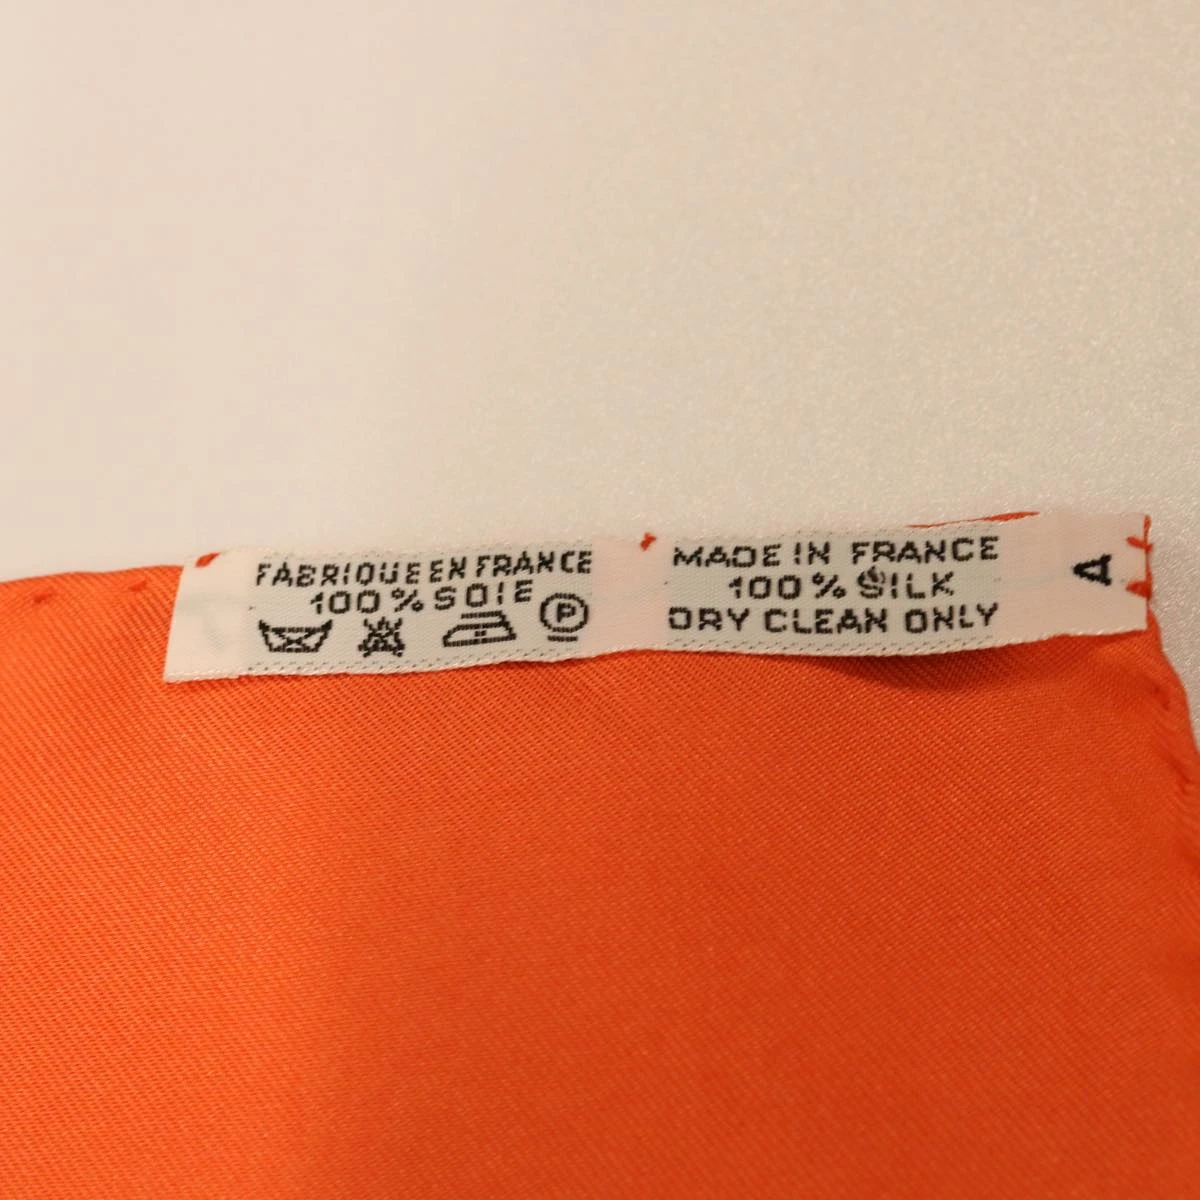 FABRIQUE EN FRANCE
100 % SOIE
P
MADE IN FRANCE
100 % SILK
DRY CLEAN ONLY
A